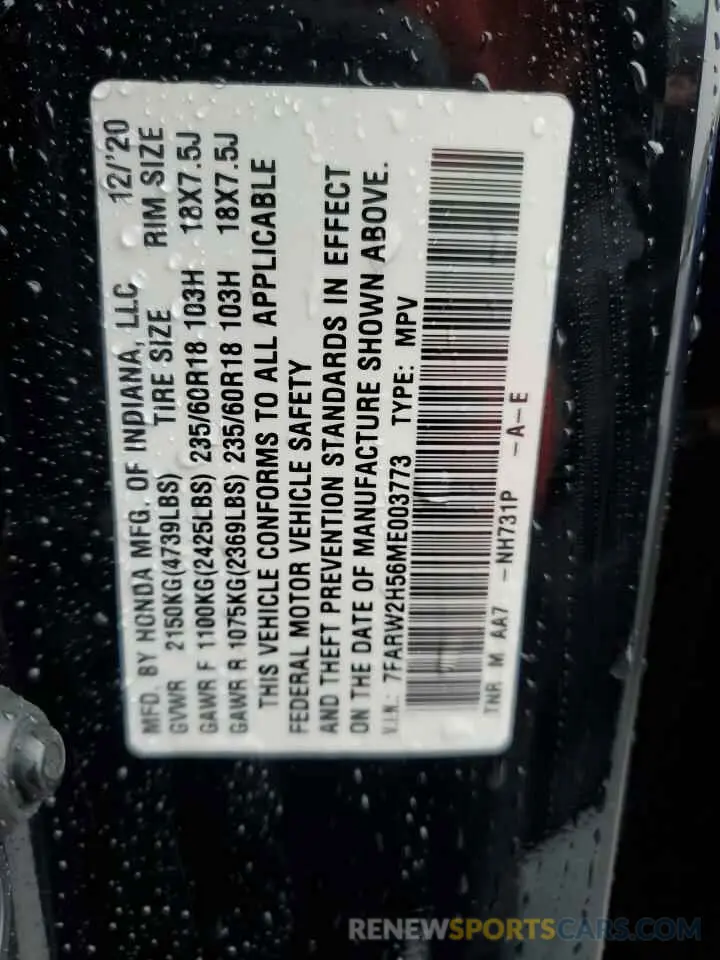 MFD. BY HONDA MFG. OF INDIANA, LLC 12/'20
GVWR 2150KG(4739LBS) TIRE SIZE RIM SIZE
GAWR F 1100KG(2425LBS) 235/60R18 103H 18X7.5J
GAWR R 1075KG(2369LBS) 235/60R18 103H 18X7.5J
THIS VEHICLE CONFORMS TO ALL APPLICABLE
FEDERAL MOTOR VEHICLE SAFETY
AND THEFT PREVENTION STANDARDS IN EFFECT
ON THE DATE OF MANUFACTURE SHOWN ABOVE.
V.I.N.: 7FARW2H56ME003773 TYPE: MPV
TNR M AA7 -NH731P -A-E
RENEWSPORTSCARS.COM